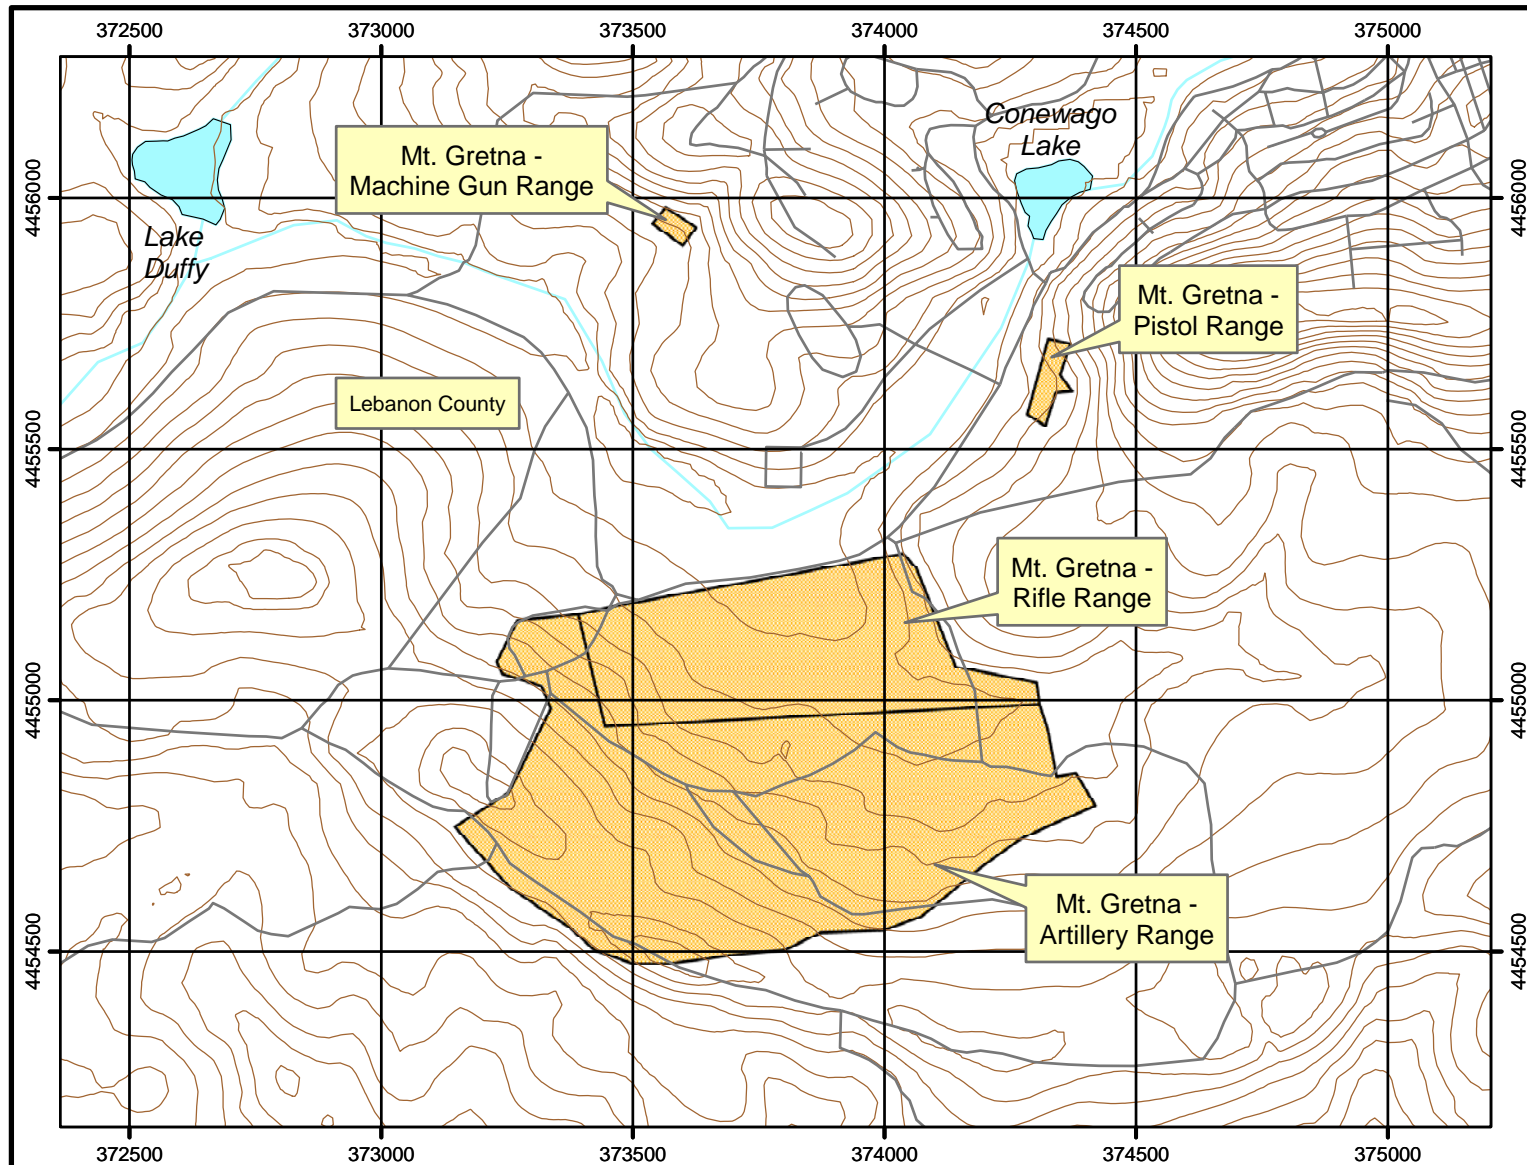 372500 373000 373500 374000 374500 375000
Conewago
Lake
Mt. Gretna -
Machine Gun Range
4456000 4456000
Lake
Duffy
Mt. Gretna -
Pistol Range
Lebanon County
4455500 4455500
Mt. Gretna -
Rifle Range
4455000 4455000
Mt. Gretna -
Artillery Range
4454500 4454500
372500 373000 373500 374000 374500 375000